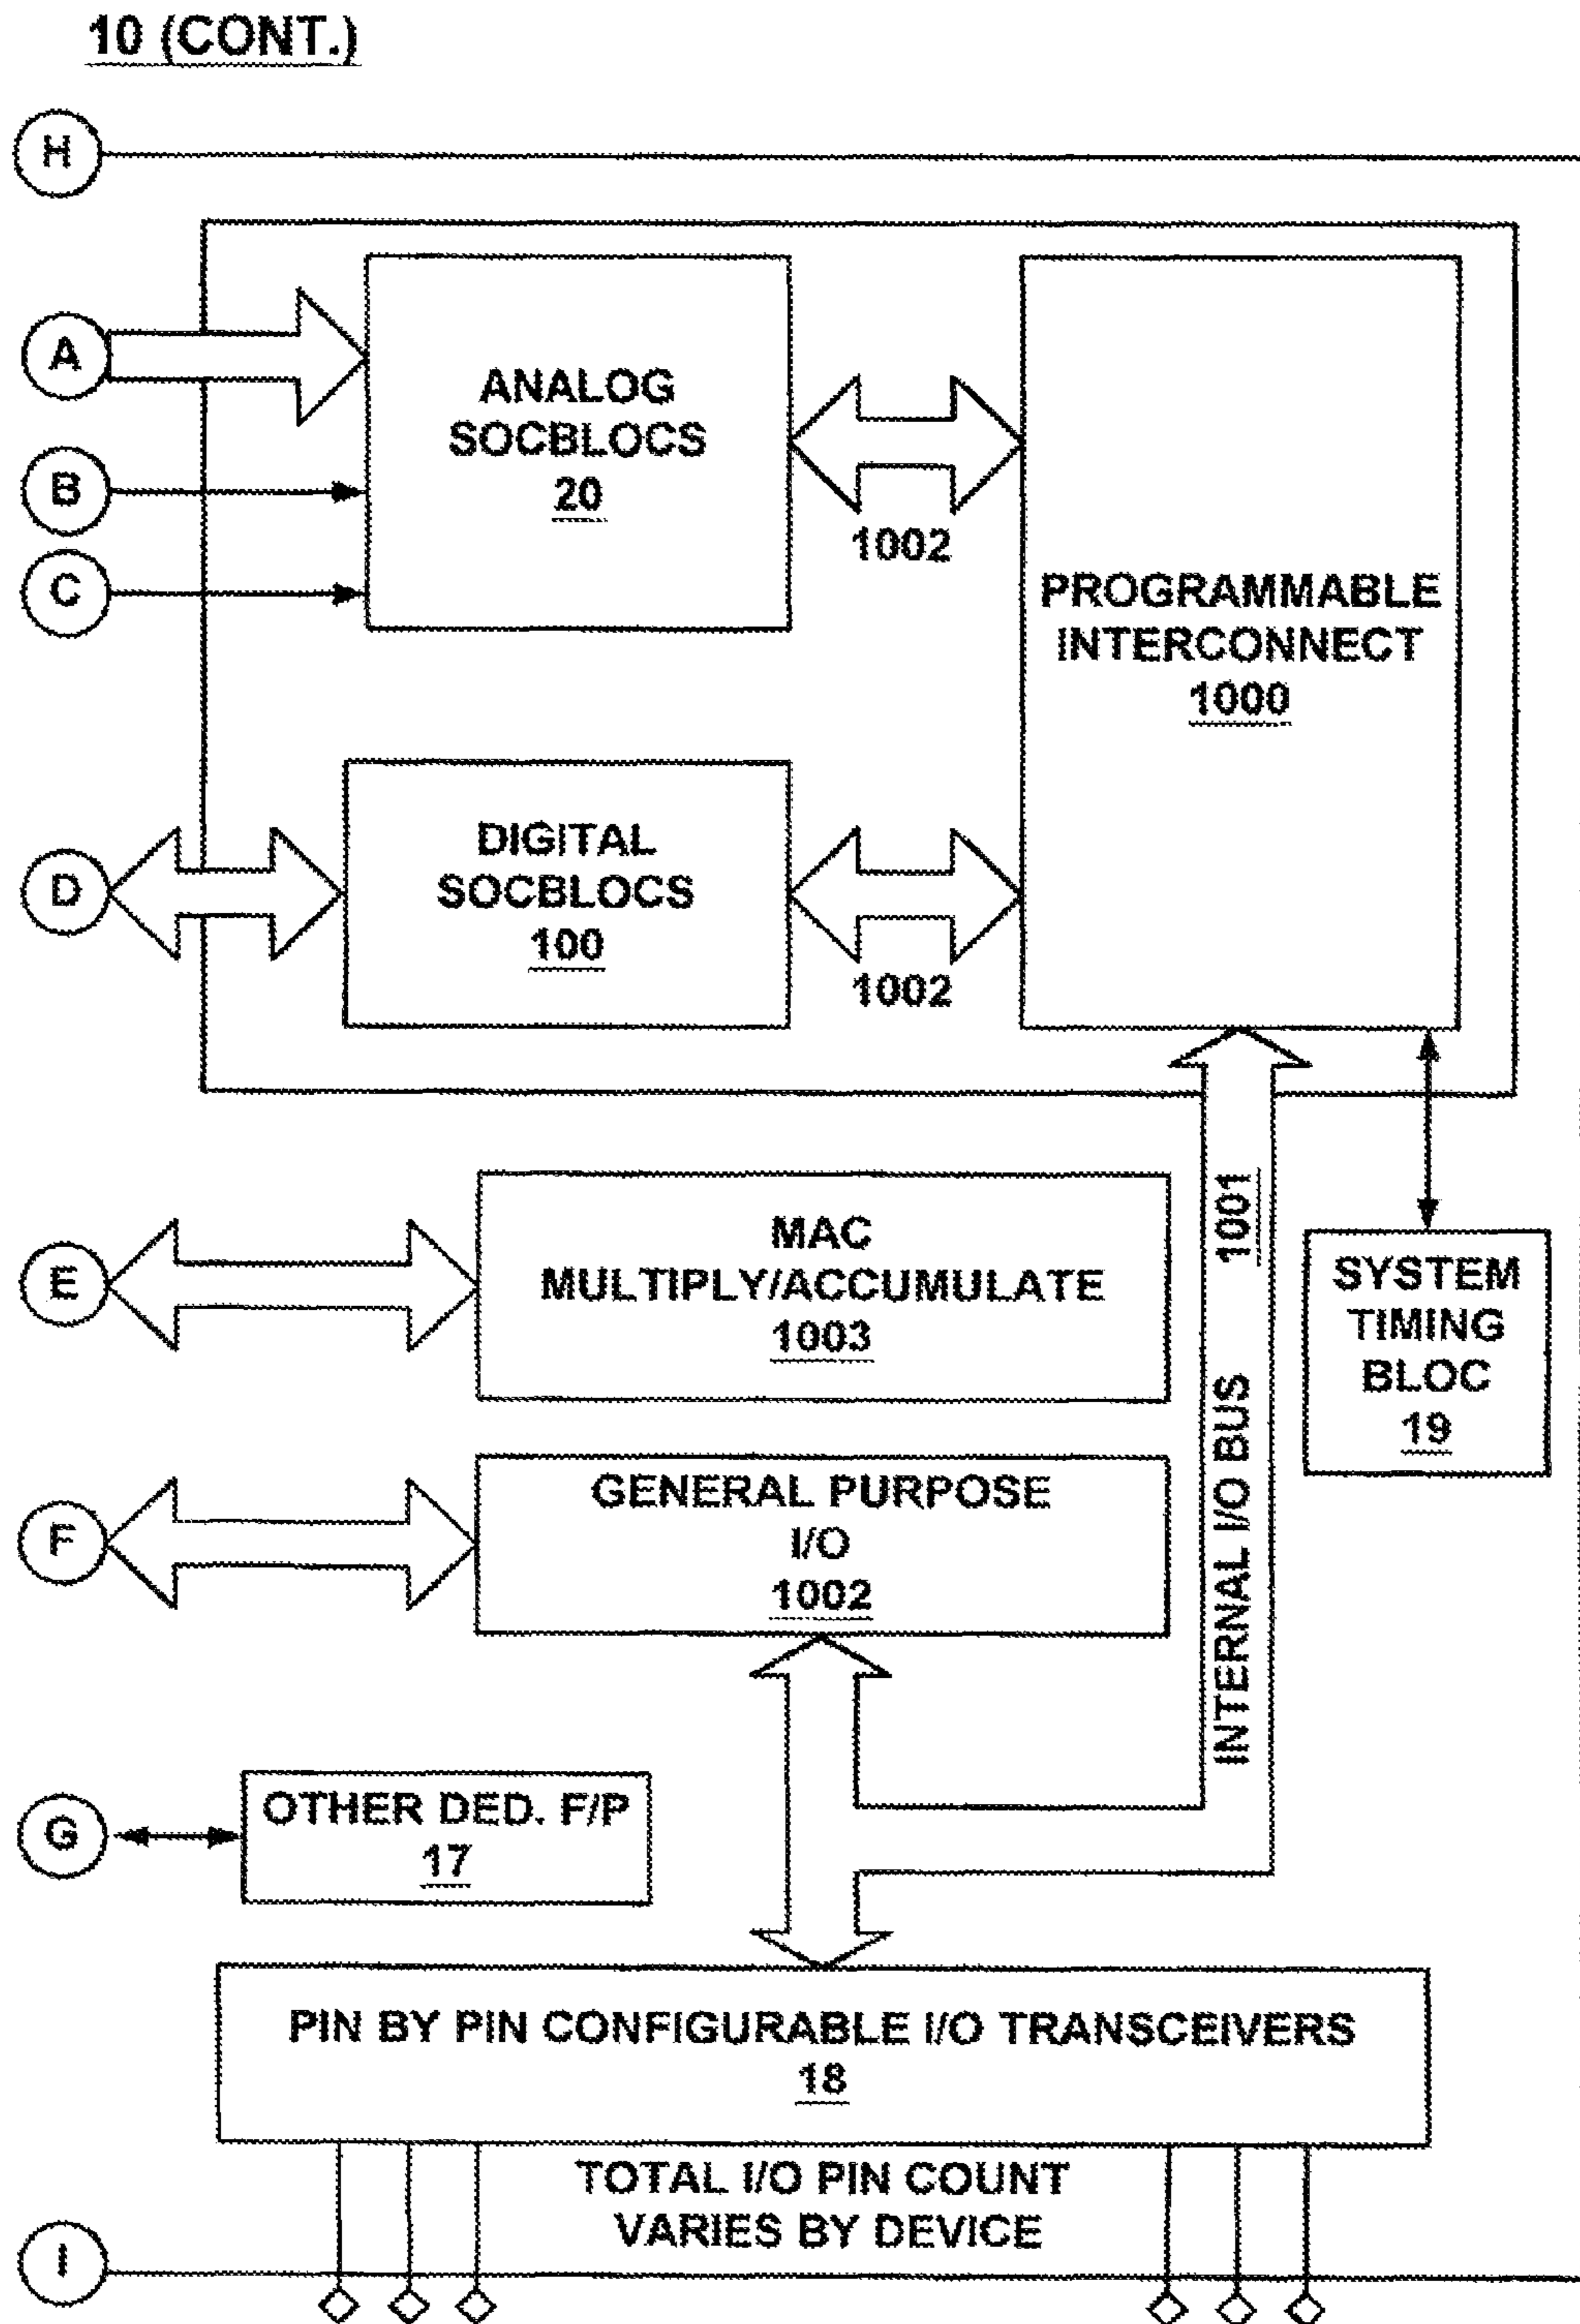 10 (CONT.)
H
A
ANALOG
SOCBLOCS
20
B
C
1002
PROGRAMMABLE
INTERCONNECT
1000
D
DIGITAL
SOCBLOCS
100
1002
E
MAC
MULTIPLY/ACCUMULATE
1003
INTERNAL I/O BUS 1001
SYSTEM
TIMING
BLOC
19
F
GENERAL PURPOSE
I/O
1002
G
OTHER DED. F/P
17
PIN BY PIN CONFIGURABLE I/O TRANSCEIVERS
18
TOTAL I/O PIN COUNT
VARIES BY DEVICE
I